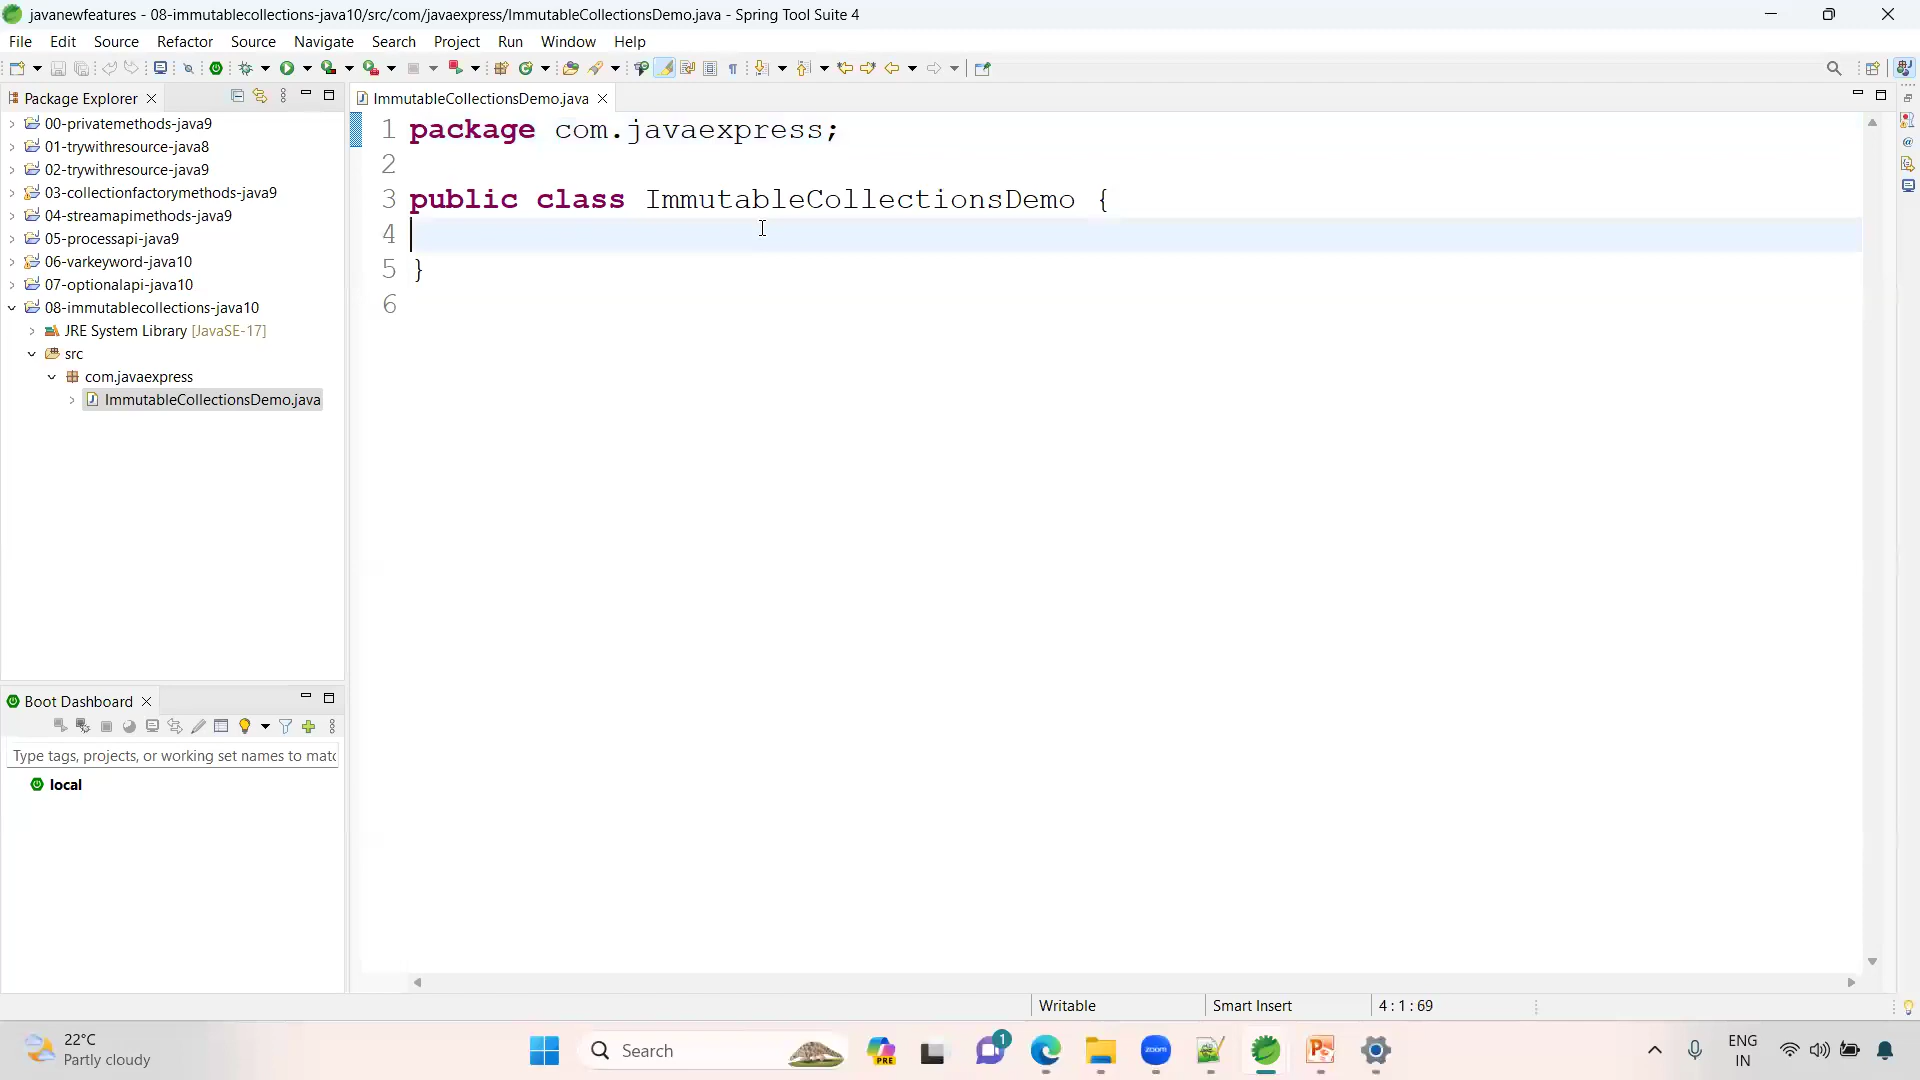 javanewfeatures - 08-immutablecollections-java10/src/com/javaexpress/ImmutableCollectionsDemo.java - Spring Tool Suite 4
File Edit Source Refactor Source Navigate Search Project Run Window Help
Package Explorer
00-privatemethods-java9
01-trywithresource-java8
02-trywithresource-java9
03-collectionfactorymethods-java9
04-streamapimethods-java9
05-processapi-java9
06-varkeyword-java10
07-optionalapi-java10
08-immutablecollections-java10
JRE System Library [JavaSE-17]
src
com.javaexpress
ImmutableCollectionsDemo.java
ImmutableCollectionsDemo.java
1 package com.javaexpress;
2
3 public class ImmutableCollectionsDemo {
4
5 }
6
Boot Dashboard
Type tags, projects, or working set names to matc
local
Writable
Smart Insert
4 : 1 : 69
22°C
Partly cloudy
Search
PRE
1
zoom
ENG
IN